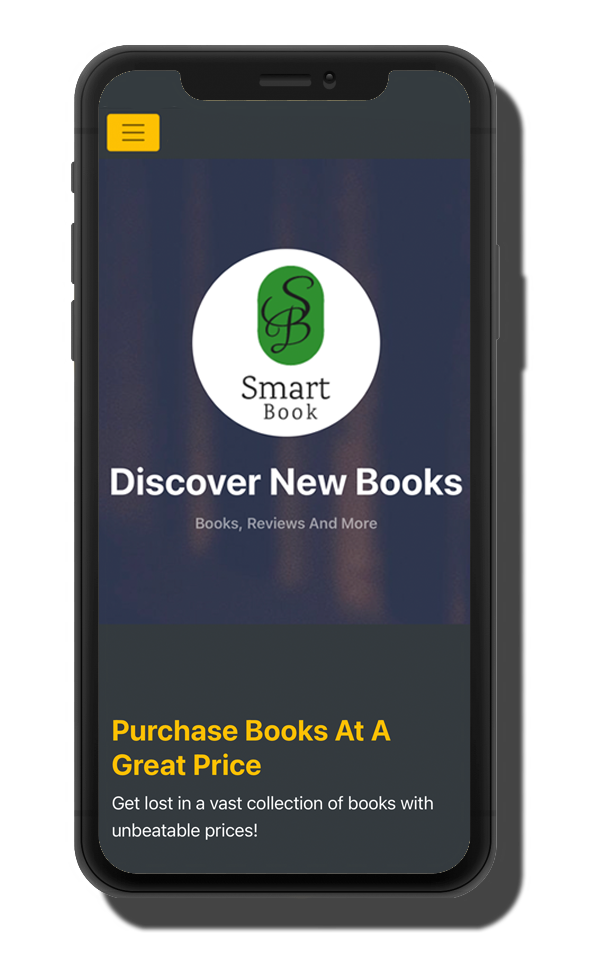 SB
Smart
Book
Discover New Books
Books, Reviews And More
Purchase Books At A
Great Price
Get lost in a vast collection of books with
unbeatable prices!